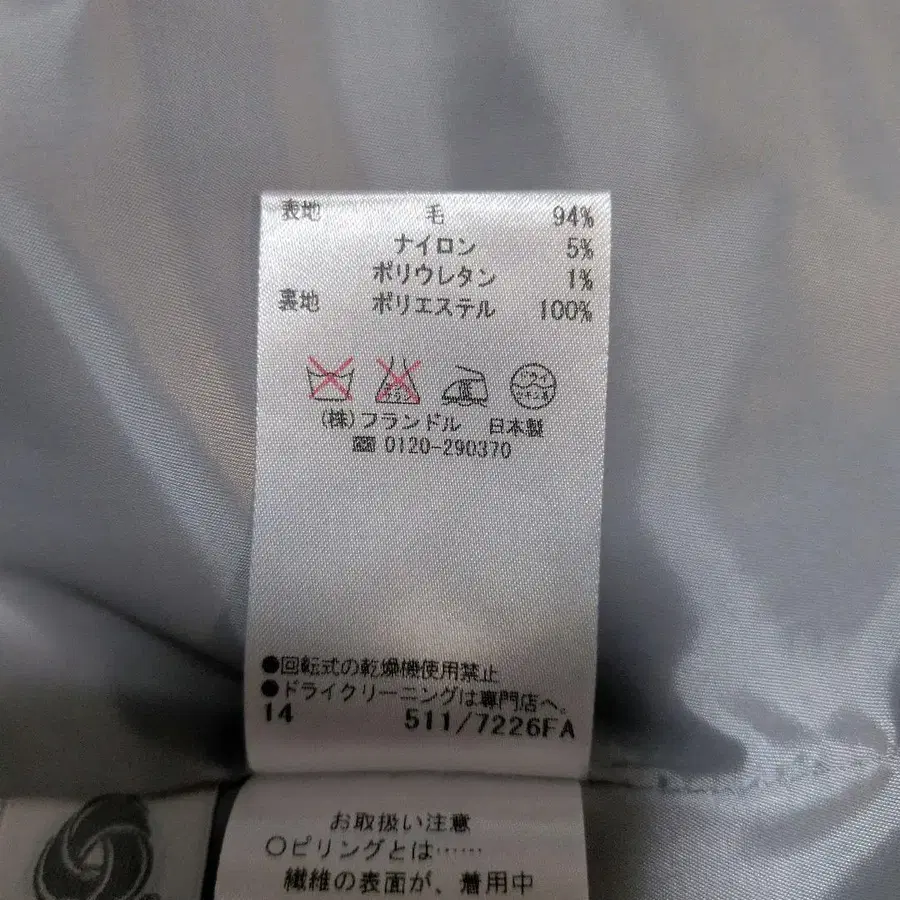 表地 毛 94%
ナイロン 5%
ポリウレタン 1%
裏地 ポリエステル 100%
(株)フランドル 日本製
0120-290370
●回転式の乾燥機使用禁止
●ドライクリーニングは専門店へ。
14 511/7226FA
お取扱い注意
○ピリングとは……
繊維の表面が、着用中